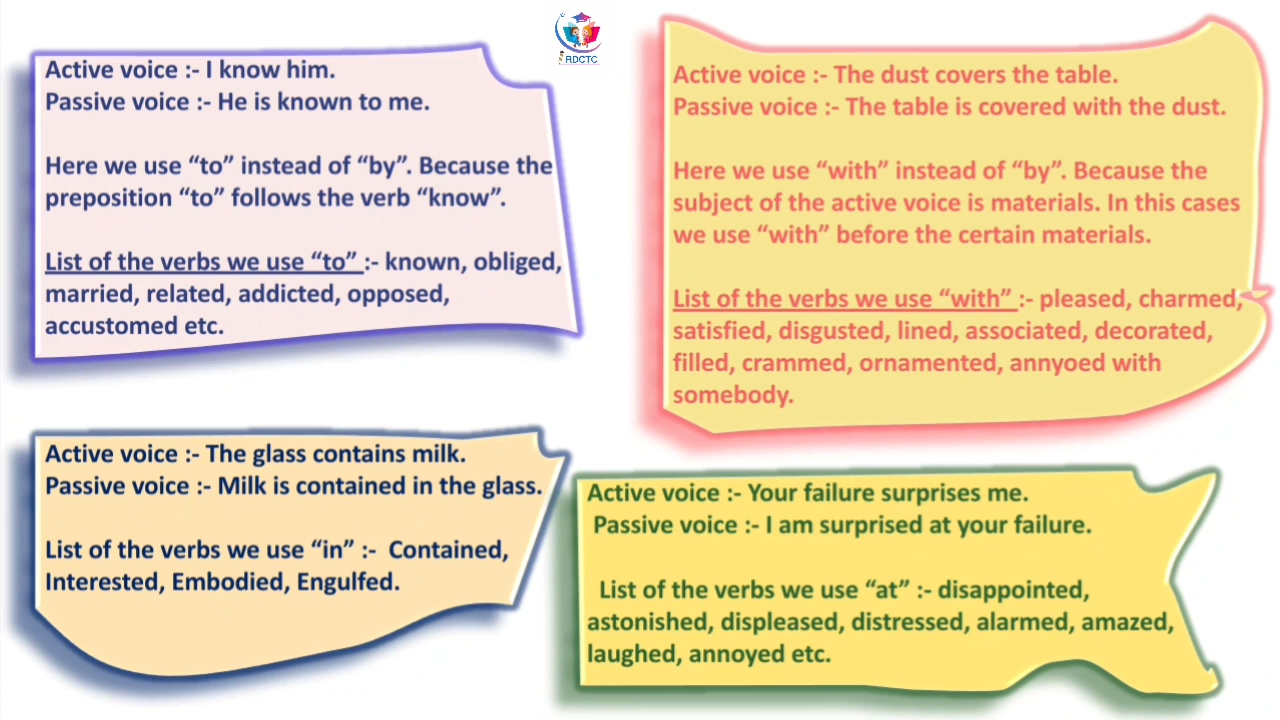 RDCTC
Active voice :- I know him.
Passive voice :- He is known to me.
Here we use “to” instead of “by”. Because the
preposition “to” follows the verb “know”.
List of the verbs we use “to” :- known, obliged,
married, related, addicted, opposed,
accustomed etc.
Active voice :- The dust covers the table.
Passive voice :- The table is covered with the dust.
Here we use “with” instead of “by”. Because the
subject of the active voice is materials. In this cases
we use “with” before the certain materials.
List of the verbs we use “with” :- pleased, charmed,
satisfied, disgusted, lined, associated, decorated,
filled, crammed, ornamented, annyoed with
somebody.
Active voice :- The glass contains milk.
Passive voice :- Milk is contained in the glass.
List of the verbs we use “in” :- Contained,
Interested, Embodied, Engulfed.
Active voice :- Your failure surprises me.
Passive voice :- I am surprised at your failure.
List of the verbs we use “at” :- disappointed,
astonished, displeased, distressed, alarmed, amazed,
laughed, annoyed etc.